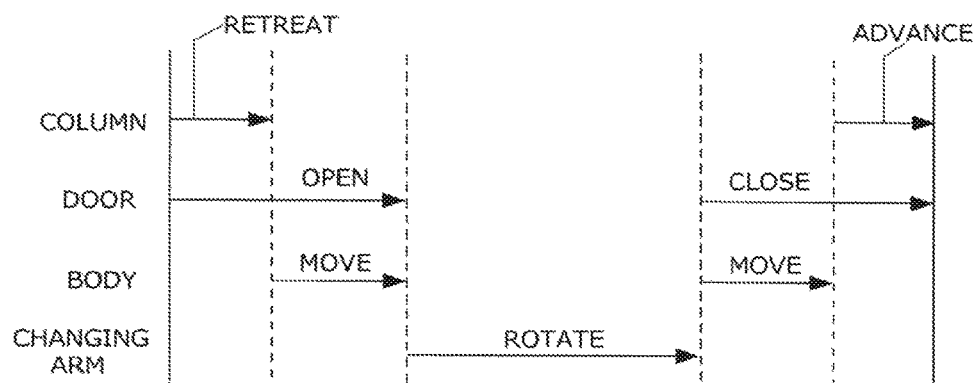 RETREAT
ADVANCE
COLUMN
DOOR
OPEN
CLOSE
BODY
MOVE
MOVE
CHANGING
ARM
ROTATE